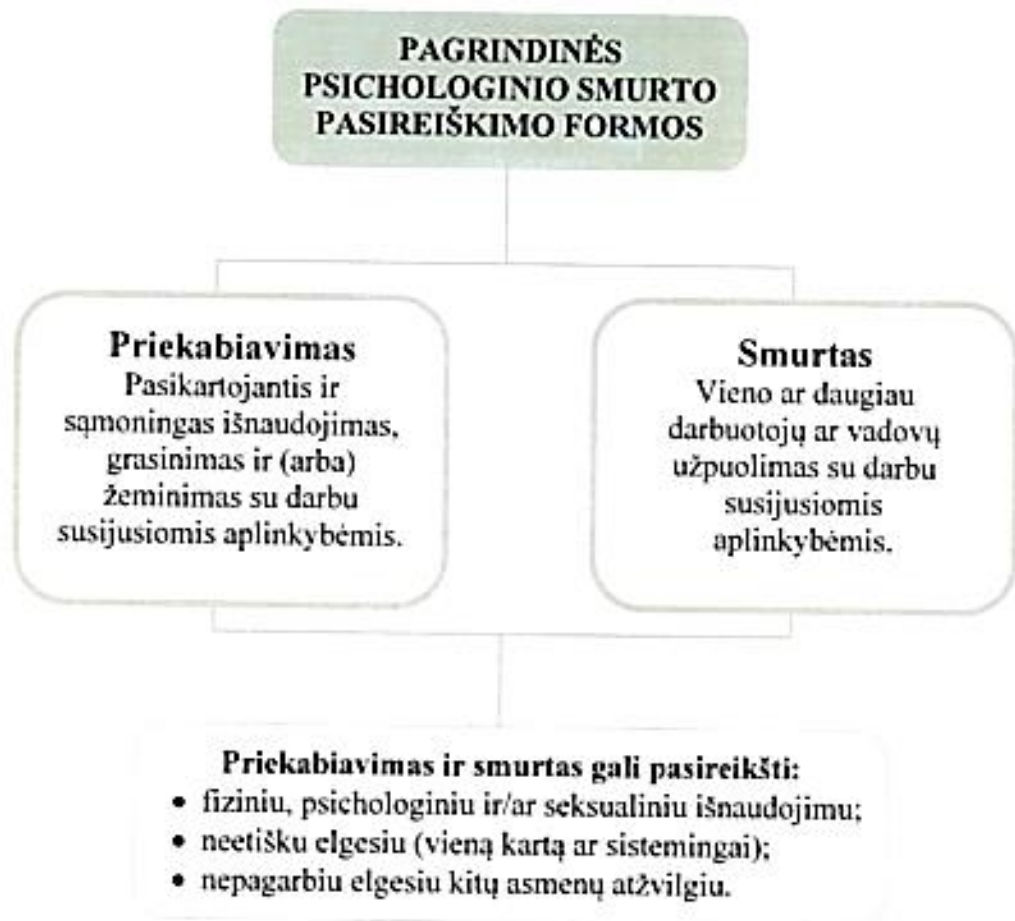 PAGRINDINĖS
PSICHOLOGINIO SMURTO
PASIREIŠKIMO FORMOS
Priekabiavimas
Pasikartojantis ir
sąmoningas išnaudojimas,
grasinimas ir (arba)
žeminimas su darbu
susijusiomis aplinkybėmis.
Smurtas
Vieno ar daugiau
darbuotojų ar vadovų
užpuolimas su darbu
susijusiomis
aplinkybėmis.
Priekabiavimas ir smurtas gali pasireikšti:
• fiziniu, psichologiniu ir/ar seksualiniu išnaudojimu;
• neetišku elgesiu (vieną kartą ar sistemingai);
• nepagarbiu elgesiu kitų asmenų atžvilgiu.